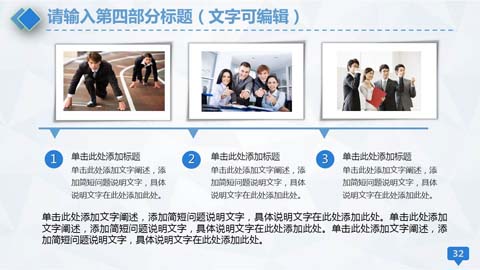 请输入第四部分标题（文字可编辑）
1
单击此处添加标题
单击此处添加文字阐述，添
加简短问题说明文字，具体
说明文字在此处添加此处。
2
单击此处添加标题
单击此处添加文字阐述，添
加简短问题说明文字，具体
说明文字在此处添加此处。
3
单击此处添加标题
单击此处添加文字阐述，添
加简短问题说明文字，具体
说明文字在此处添加此处。
单击此处添加文字阐述，添加简短问题说明文字，具体说明文字在此处添加此处。单击此处添加
文字阐述，添加简短问题说明文字，具体说明文字在此处添加此处。单击此处添加文字阐述，添
加简短问题说明文字，具体说明文字在此处添加此处。
32